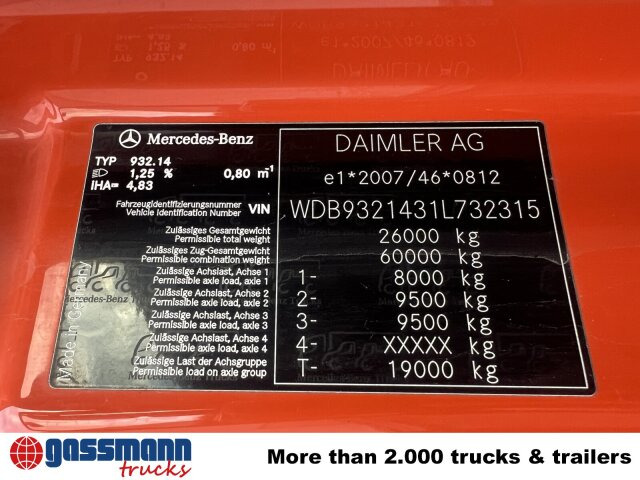 Mercedes-Benz
TYP 932.14
1,25 % 0,80 m⁻¹
IHA= 4,83
Fahrzeugidentifizierungsnummer
Vehicle Identification Number VIN
Zulässiges Gesamtgewicht
Permissible total weight
Zulässiges Zug-Gesamtgewicht
Permissible combination weight
Zulässige Achslast, Achse 1
Permissible axle load, axle 1
Zulässige Achslast, Achse 2
Permissible axle load, axle 2
Zulässige Achslast, Achse 3
Permissible axle load, axle 3
Zulässige Achslast, Achse 4
Permissible axle load, axle 4
Zulässige Last der Achsgruppe
Permissible load on axle group
Made in Germany
DAIMLER AG
e1*2007/46*0812
WDB9321431L732315
26000 kg
60000 kg
1- 8000 kg
2- 9500 kg
3- 9500 kg
4- XXXXX kg
T- 19000 kg
gassmann
trucks
More than 2.000 trucks & trailers